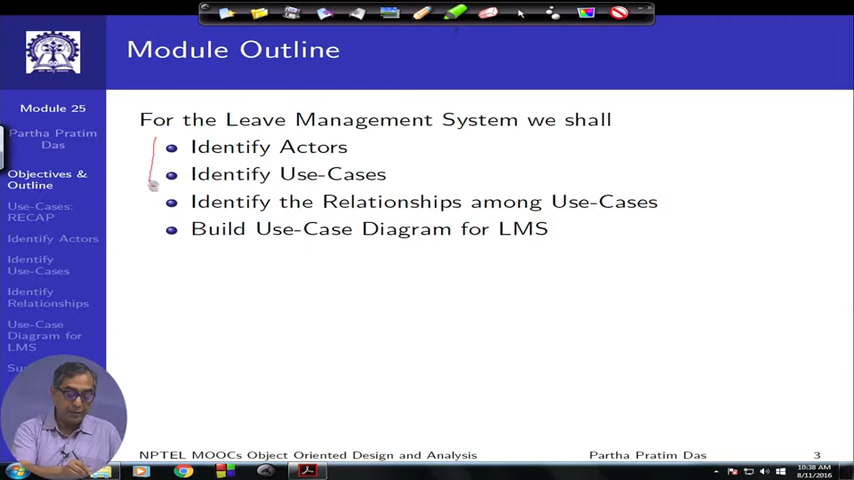 Module Outline
Module 25
Partha Pratim
Das
Objectives &
Outline
Use-Cases:
RECAP
Identify Actors
Identify
Use-Cases
Identify
Relationships
Use-Case
Diagram for
LMS
For the Leave Management System we shall
Identify Actors
Identify Use-Cases
Identify the Relationships among Use-Cases
Build Use-Case Diagram for LMS
NPTEL MOOCs Object Oriented Design and Analysis
Partha Pratim Das
3
10:38 AM
8/11/2016